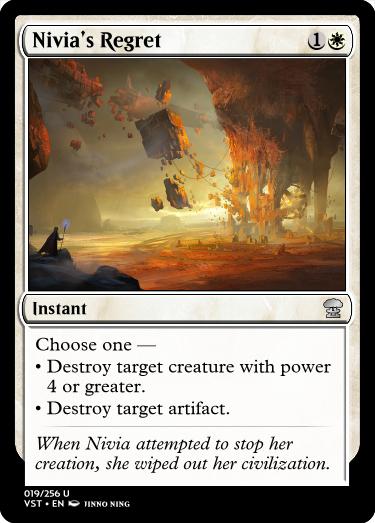 Nivia's Regret 1
Instant
Choose one —
• Destroy target creature with power
4 or greater.
• Destroy target artifact.
When Nivia attempted to stop her
creation, she wiped out her civilization.
019/256 U
VST • EN JINNO NING